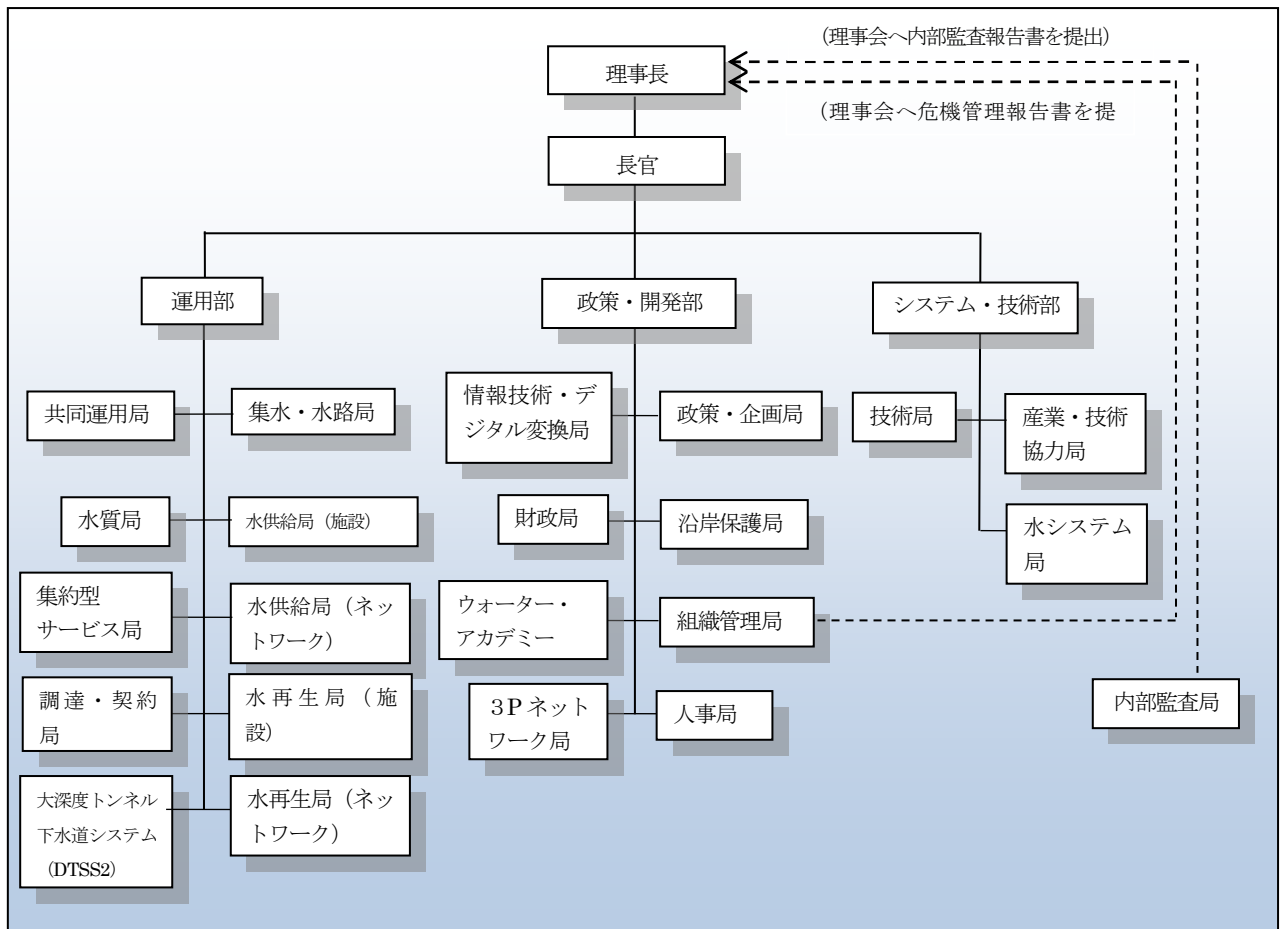 (理事会へ内部監査報告書を提出)
理事長
(理事会へ危機管理報告書を提
長官
運用部
政策・開発部
システム・技術部
共同運用局
集水・水路局
水質局
水供給局（施設）
集約型
サービス局
水供給局（ネッ
トワーク）
調達・契約
局
水再生局（施
設）
大深度トンネル
下水道システム
（DTSS2）
水再生局（ネッ
トワーク）
情報技術・デ
ジタル変換局
政策・企画局
財政局
沿岸保護局
ウォーター・
アカデミー
組織管理局
３Pネット
ワーク局
人事局
技術局
産業・技術
協力局
水システム
局
内部監査局